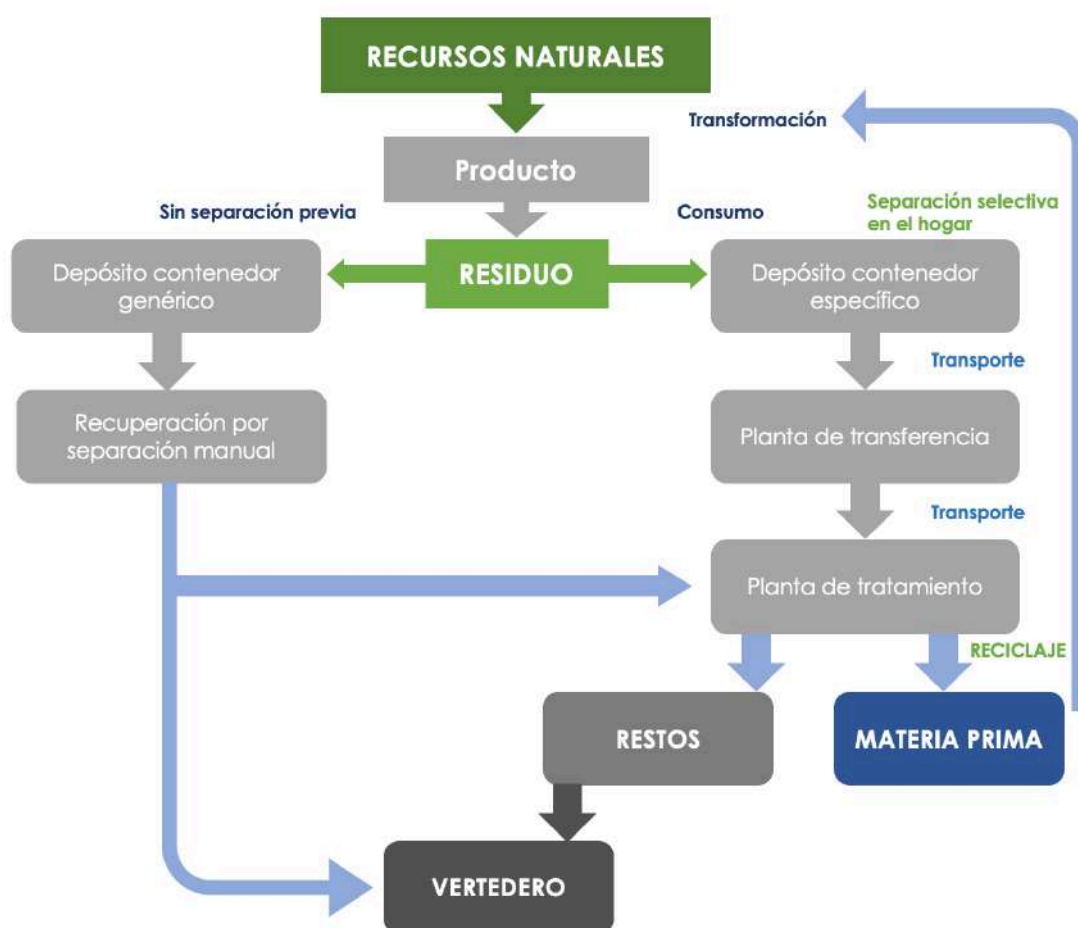 RECURSOS NATURALES
Transformación
Producto
Sin separación previa
Consumo
Separación selectiva
en el hogar
Depósito contenedor
genérico
RESIDUO
Depósito contenedor
específico
Transporte
Recuperación por
separación manual
Planta de transferencia
Transporte
Planta de tratamiento
RECICLAJE
RESTOS
MATERIA PRIMA
VERTEDERO